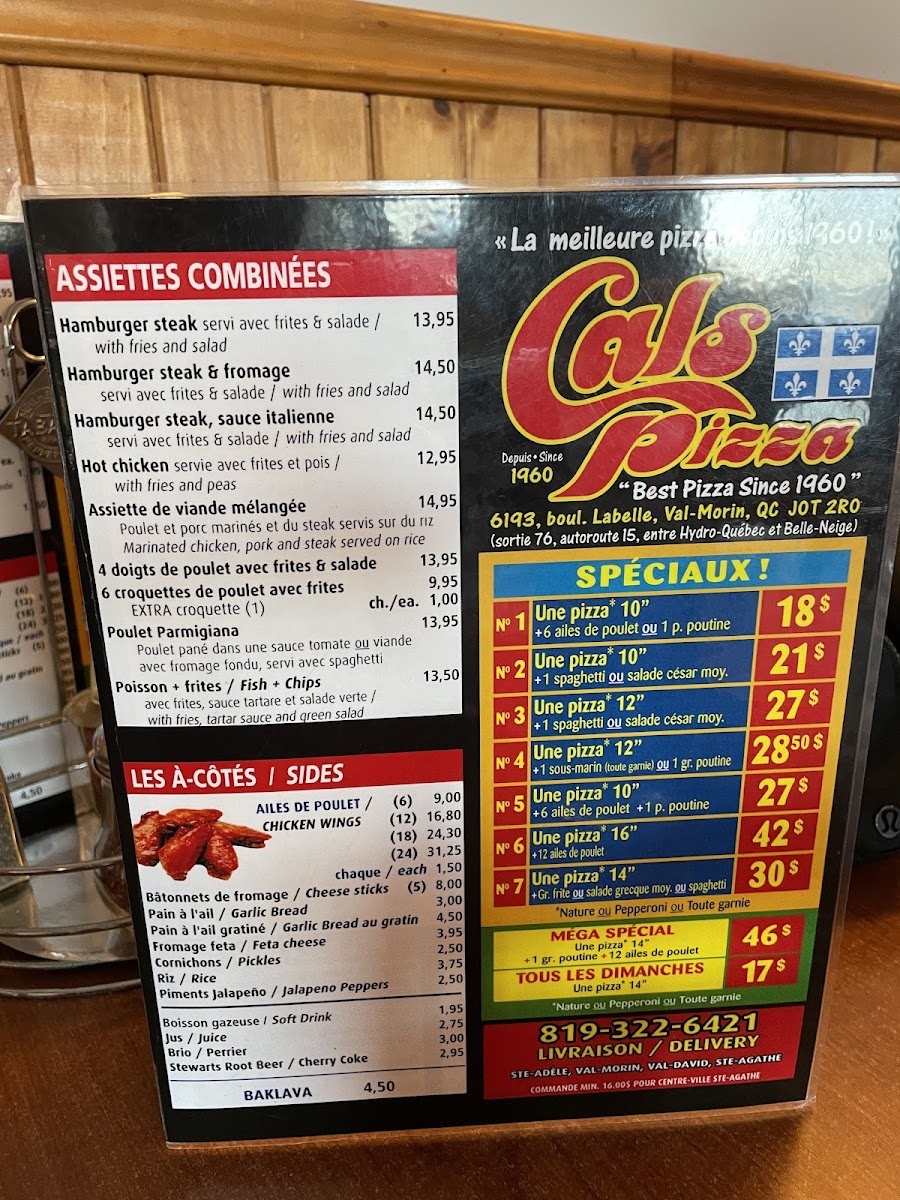 ASSIETTES COMBINÉES
Hamburger steak servi avec frites & salade / 13,95
with fries and salad
Hamburger steak & fromage 14,50
servi avec frites & salade / with fries and salad
Hamburger steak, sauce italienne 14,50
servi avec frites & salade / with fries and salad
Hot chicken servie avec frites et pois / 12,95
with fries and peas
Assiette de viande mélangée 14,95
Poulet et porc marinés et du steak servis sur du riz
Marinated chicken, pork and steak served on rice
4 doigts de poulet avec frites & salade 13,95
6 croquettes de poulet avec frites 9,95
EXTRA croquette (1) ch./ea. 1,00
Poulet Parmigiana 13,95
Poulet pané dans une sauce tomate ou viande
avec fromage fondu, servi avec spaghetti
Poisson + frites / Fish + Chips 13,50
avec frites, sauce tartare et salade verte /
with fries, tartar sauce and green salad
LES À-CÔTÉS / SIDES
AILES DE POULET / (6) 9,00
CHICKEN WINGS (12) 16,80
(18) 24,30
(24) 31,25
chaque / each 1,50
Bâtonnets de fromage / Cheese sticks (5) 8,00
Pain à l'ail / Garlic Bread 3,00
Pain à l'ail gratiné / Garlic Bread au gratin 4,50
Fromage feta / Feta cheese 3,95
Cornichons / Pickles 2,50
Riz / Rice 3,75
Piments Jalapeño / Jalapeno Peppers 2,50
Boisson gazeuse / Soft Drink 1,95
Jus / Juice 2,75
Brio / Perrier 3,00
Stewarts Root Beer / Cherry Coke 2,95
BAKLAVA 4,50
« La meilleure pizza depuis 1960 ! »
Cals
Pizza
Depuis • Since
1960
"Best Pizza Since 1960"
6193, boul. Labelle, Val-Morin, QC J0T 2R0
(sortie 76, autoroute 15, entre Hydro-Québec et Belle-Neige)
SPÉCIAUX !
No 1 Une pizza* 10" 18$
+6 ailes de poulet ou 1 p. poutine
No 2 Une pizza* 10" 21$
+1 spaghetti ou salade césar moy.
No 3 Une pizza* 12" 27$
+1 spaghetti ou salade césar moy.
No 4 Une pizza* 12" 28 50 $
+1 sous-marin (toute garnie) ou 1 gr. poutine
No 5 Une pizza* 10" 27$
+6 ailes de poulet +1 p. poutine
No 6 Une pizza* 16" 42$
+12 ailes de poulet
No 7 Une pizza* 14" 30$
+Gr. frite ou salade grecque moy. ou spaghetti
*Nature ou Pepperoni ou Toute garnie
MÉGA SPÉCIAL 46$
Une pizza* 14"
+1 gr. poutine +12 ailes de poulet
TOUS LES DIMANCHES 17$
Une pizza* 14"
*Nature ou Pepperoni ou Toute garnie
819-322-6421
LIVRAISON / DELIVERY
STE-ADÈLE, VAL-MORIN, VAL-DAVID, STE-AGATHE
COMMANDE MIN. 16.00$ POUR CENTRE-VILLE STE-AGATHE